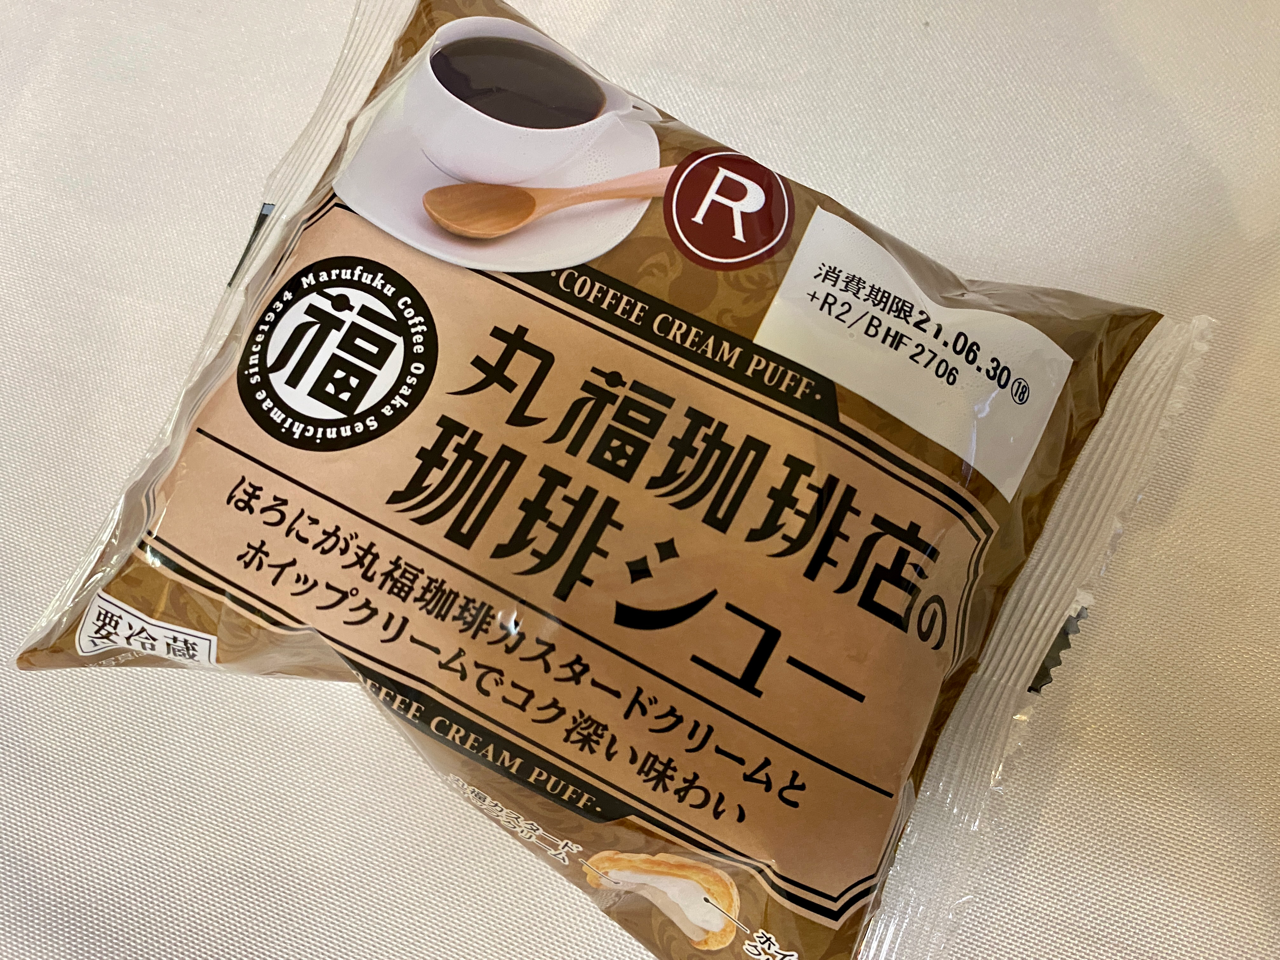 R
消費期限21.06.30⑱
+R2/BHF2706
・COFFEE CREAM PUFF・
Marufuku Coffee Osaka Sennichimae since1934
福
丸福珈琲店の
珈琲シュー
ほろにが丸福珈琲カスタードクリームと
ホイップクリームでコク深い味わい
要冷蔵
COFFEE CREAM PUFF・
ホイ